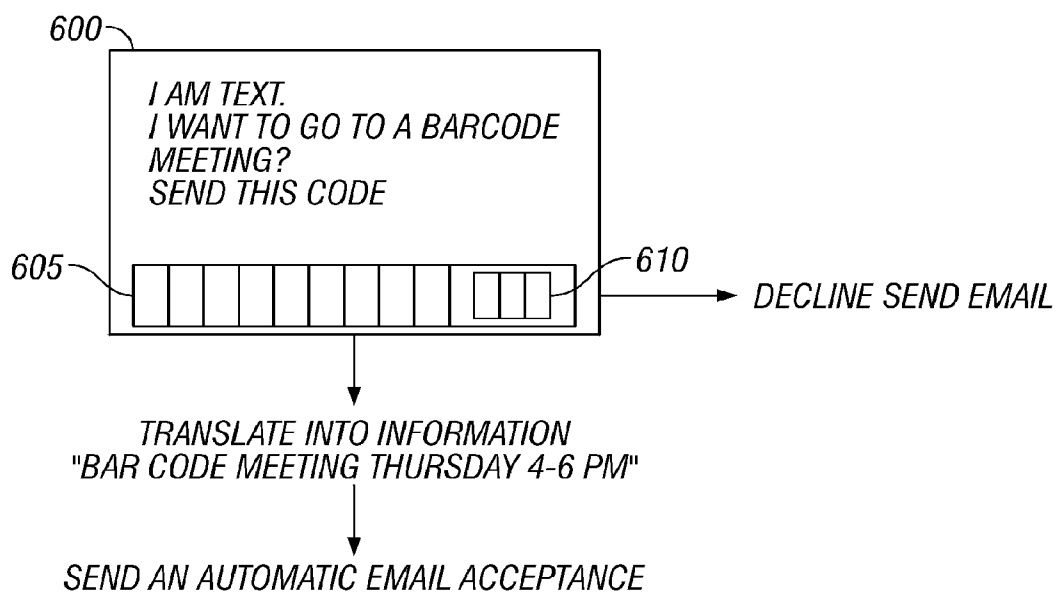 600
I AM TEXT.
I WANT TO GO TO A BARCODE
MEETING?
SEND THIS CODE
605
610
DECLINE SEND EMAIL
TRANSLATE INTO INFORMATION
"BAR CODE MEETING THURSDAY 4-6 PM"
SEND AN AUTOMATIC EMAIL ACCEPTANCE